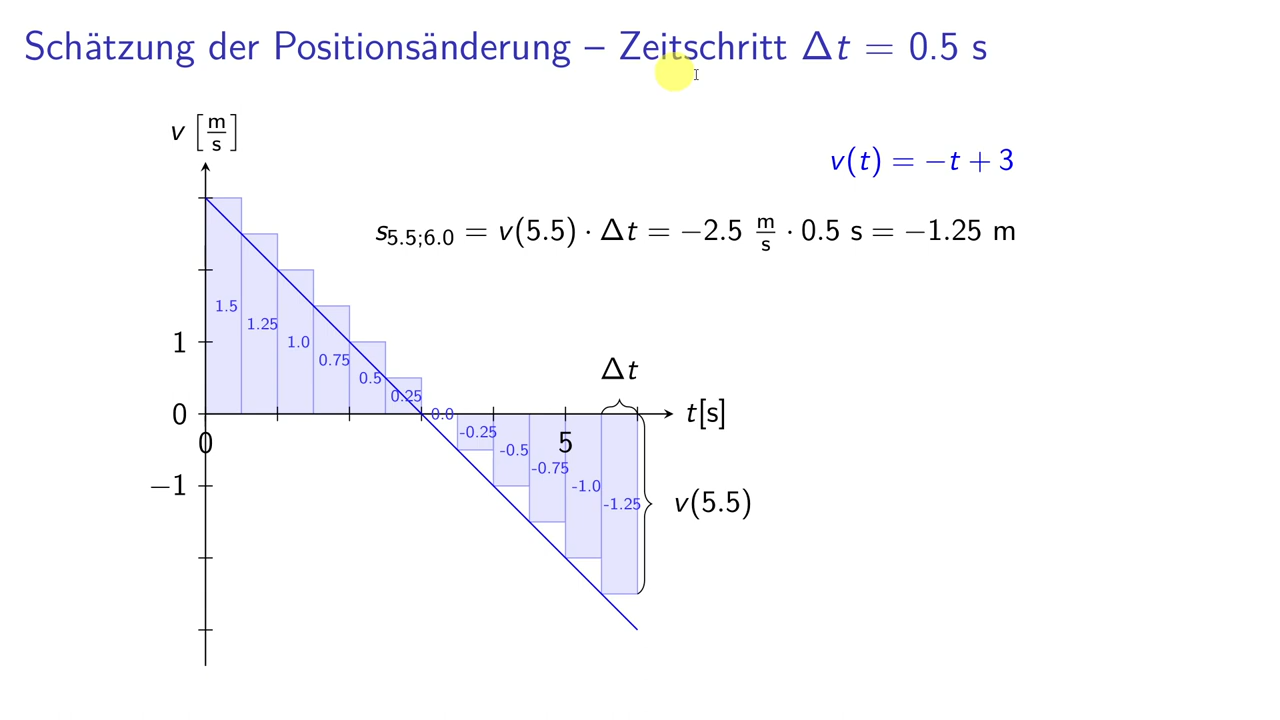 Schätzung der Positionsänderung – Zeitschritt Δt = 0.5 s
v [m/s]
v(t) = −t + 3
s5.5;6.0 = v(5.5) · Δt = −2.5 m/s · 0.5 s = −1.25 m
1.5
1.25
1.0
1
0.75
Δt
0.5
0.25
0
0.0
t[s]
-0.25
0
5
-0.5
-0.75
−1
-1.0
-1.25
v(5.5)